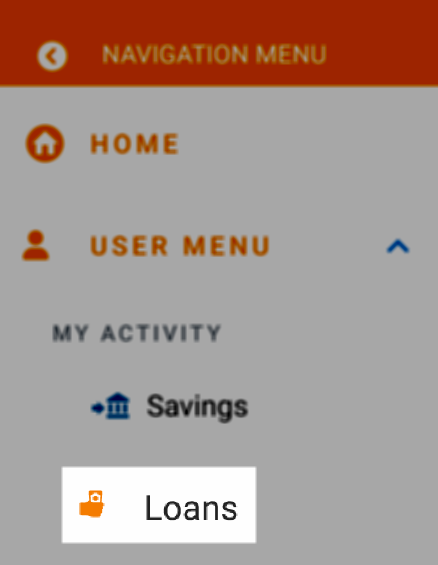 NAVIGATION MENU
HOME
USER MENU
MY ACTIVITY
Savings
Loans